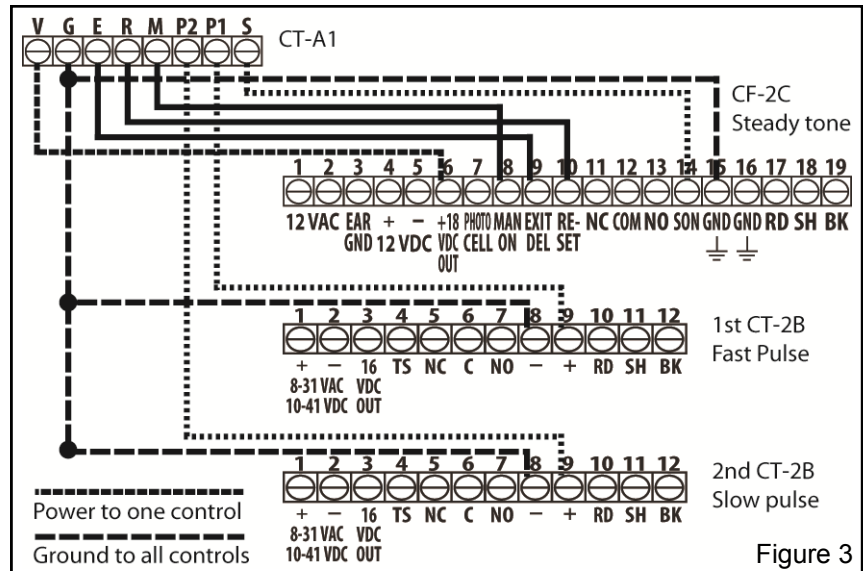 V G E R M P2 P1 S
CT-A1
CF-2C
Steady tone
1 2 3 4 5 6 7 8 9 10 11 12 13 14 15 16 17 18 19
12 VAC EAR GND + − 12 VDC +18 VDC OUT PHOTO CELL MAN ON EXIT DEL RE-SET NC COM NO SON GND GND RD SH BK
1 2 3 4 5 6 7 8 9 10 11 12
1st CT-2B
Fast Pulse
+ − 16 TS NC C NO − + RD SH BK
8-31 VAC VDC
10-41 VDC OUT
1 2 3 4 5 6 7 8 9 10 11 12
2nd CT-2B
Slow pulse
+ − 16 TS NC C NO − + RD SH BK
8-31 VAC VDC
10-41 VDC OUT
Power to one control
Ground to all controls
Figure 3